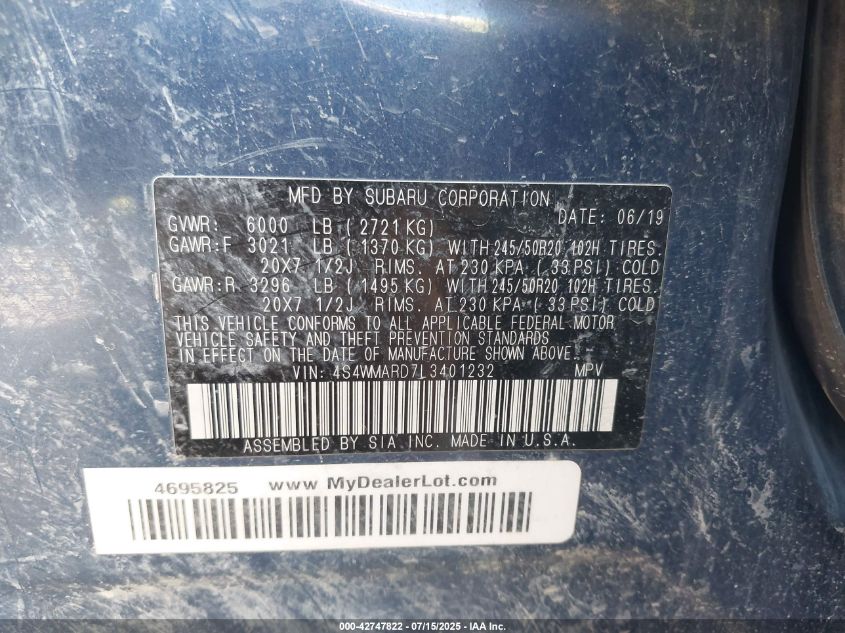 MFD BY SUBARU CORPORATION
GVWR: 6000 LB ( 2721 KG) DATE: 06/19
GAWR:F 3021 LB ( 1370 KG) WITH 245/50R20 102H TIRES.
20X7 1/2J RIMS. AT 230 KPA ( 33 PSI) COLD
GAWR:R 3296 LB ( 1495 KG) WITH 245/50R20 102H TIRES.
20X7 1/2J RIMS. AT 230 KPA ( 33 PSI) COLD
THIS VEHICLE CONFORMS TO ALL APPLICABLE FEDERAL MOTOR
VEHICLE SAFETY AND THEFT PREVENTION STANDARDS
IN EFFECT ON THE DATE OF MANUFACTURE SHOWN ABOVE.
VIN: 4S4WMARD7L3401232 MPV
ASSEMBLED BY SIA INC. MADE IN U.S.A.
4695825 www.MyDealerLot.com
000-42747822 - 07/15/2025 - IAA Inc.